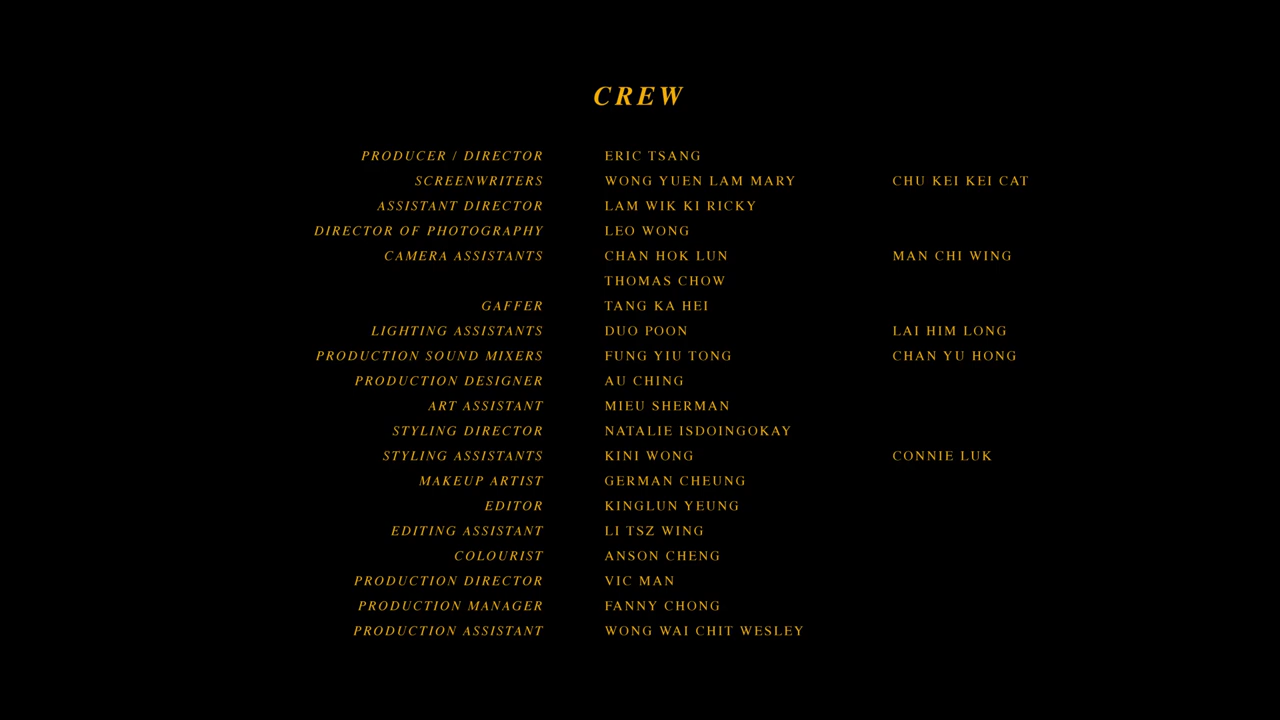 CREW
PRODUCER / DIRECTOR ERIC TSANG
SCREENWRITERS WONG YUEN LAM MARY CHU KEI KEI CAT
ASSISTANT DIRECTOR LAM WIK KI RICKY
DIRECTOR OF PHOTOGRAPHY LEO WONG
CAMERA ASSISTANTS CHAN HOK LUN MAN CHI WING
THOMAS CHOW
GAFFER TANG KA HEI
LIGHTING ASSISTANTS DUO POON LAI HIM LONG
PRODUCTION SOUND MIXERS FUNG YIU TONG CHAN YU HONG
PRODUCTION DESIGNER AU CHING
ART ASSISTANT MIEU SHERMAN
STYLING DIRECTOR NATALIE ISDOINGOKAY
STYLING ASSISTANTS KINI WONG CONNIE LUK
MAKEUP ARTIST GERMAN CHEUNG
EDITOR KINGLUN YEUNG
EDITING ASSISTANT LI TSZ WING
COLOURIST ANSON CHENG
PRODUCTION DIRECTOR VIC MAN
PRODUCTION MANAGER FANNY CHONG
PRODUCTION ASSISTANT WONG WAI CHIT WESLEY